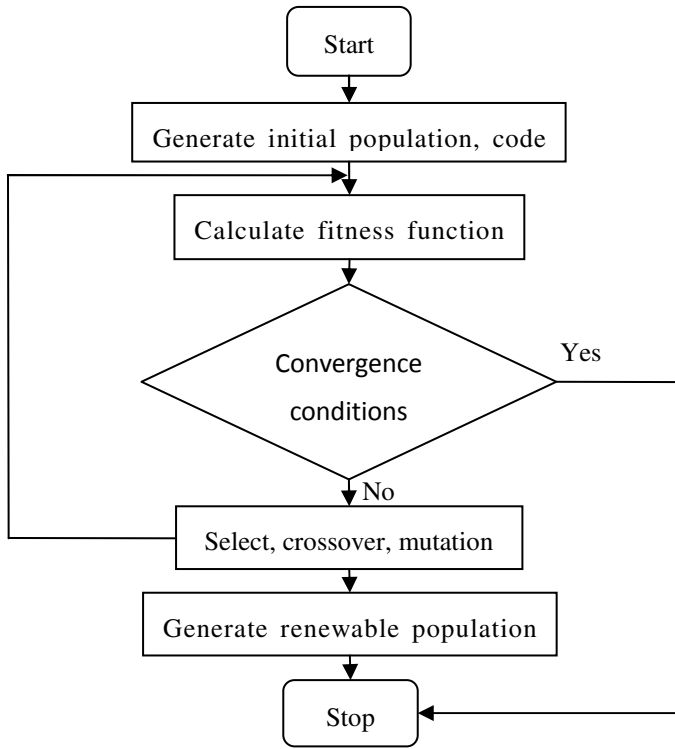 Start
Generate initial population, code
Calculate fitness function
Convergence
conditions
Yes
No
Select, crossover, mutation
Generate renewable population
Stop